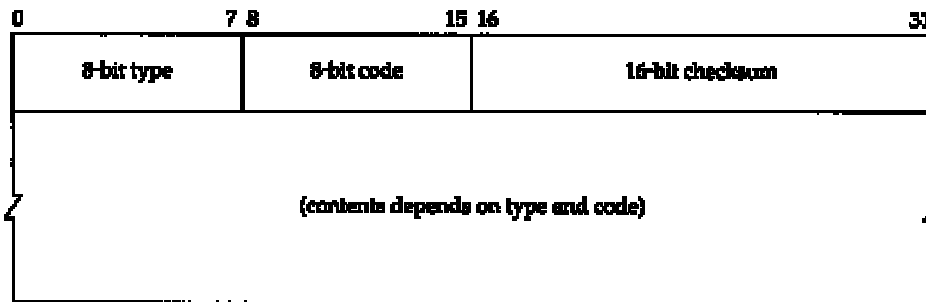 0 7 8 15 16
8-bit type 8-bit code 16-bit checksum
(contents depends on type and code)